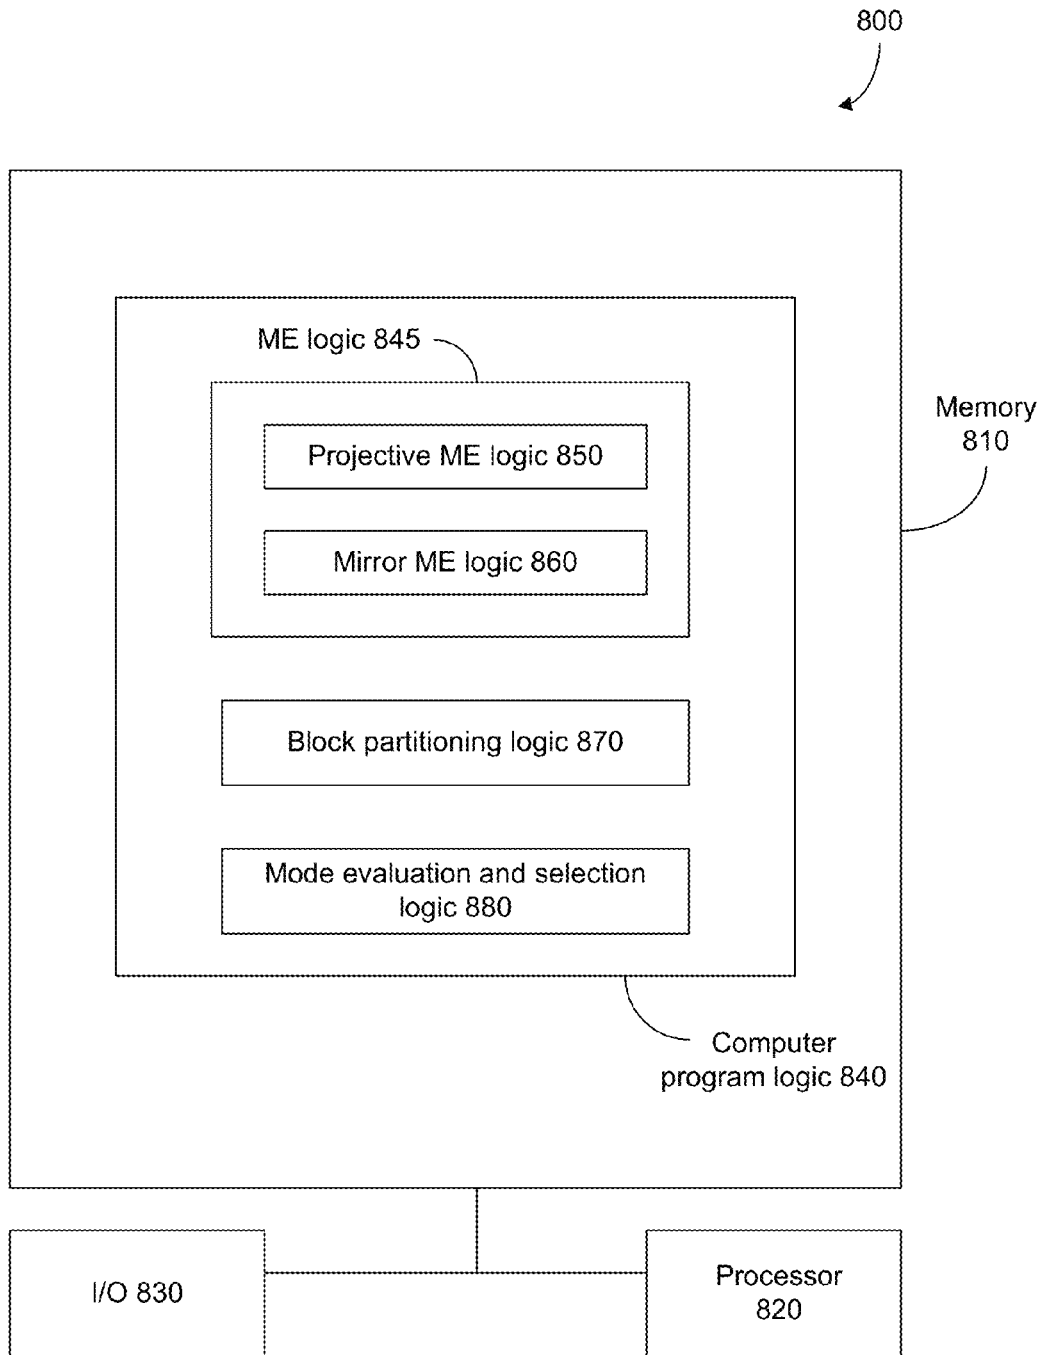 800
ME logic 845
Memory
810
Projective ME logic 850
Mirror ME logic 860
Block partitioning logic 870
Mode evaluation and selection
logic 880
Computer
program logic 840
I/O 830
Processor
820